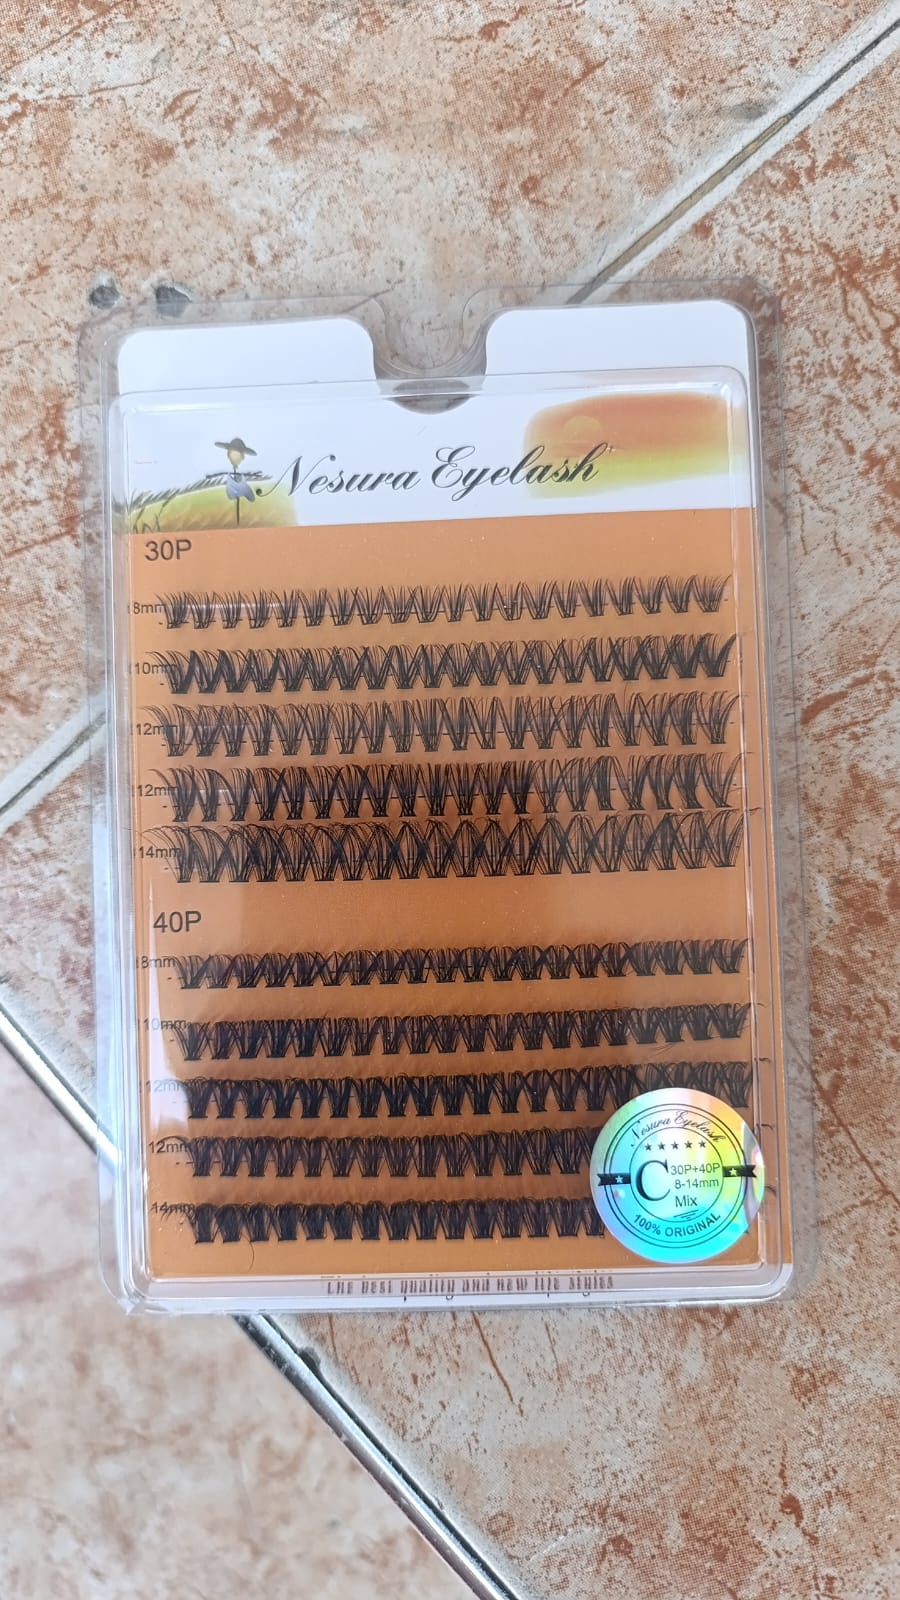 Nesura Eyelash
30P
8mm
10mm
12mm
12mm
14mm
40P
8mm
10mm
12mm
12mm
14mm
Nesura Eyelash
C
30P+40P
8-14mm
Mix
100% ORIGINAL
The Best Quality and New life Series